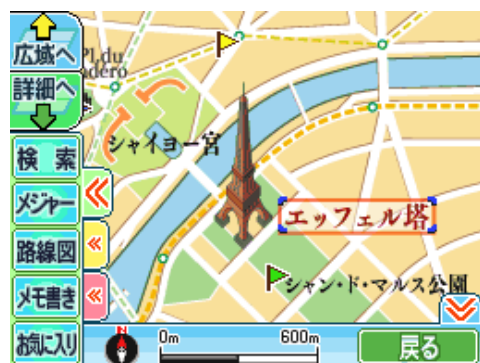 広域へ
詳細へ
Pl.du
検 索
メジャー
路線図
メモ書き
お気に入り
シャイヨー宮
エッフェル塔
シャン・ド・マルス公園
N
0m
600m
戻る